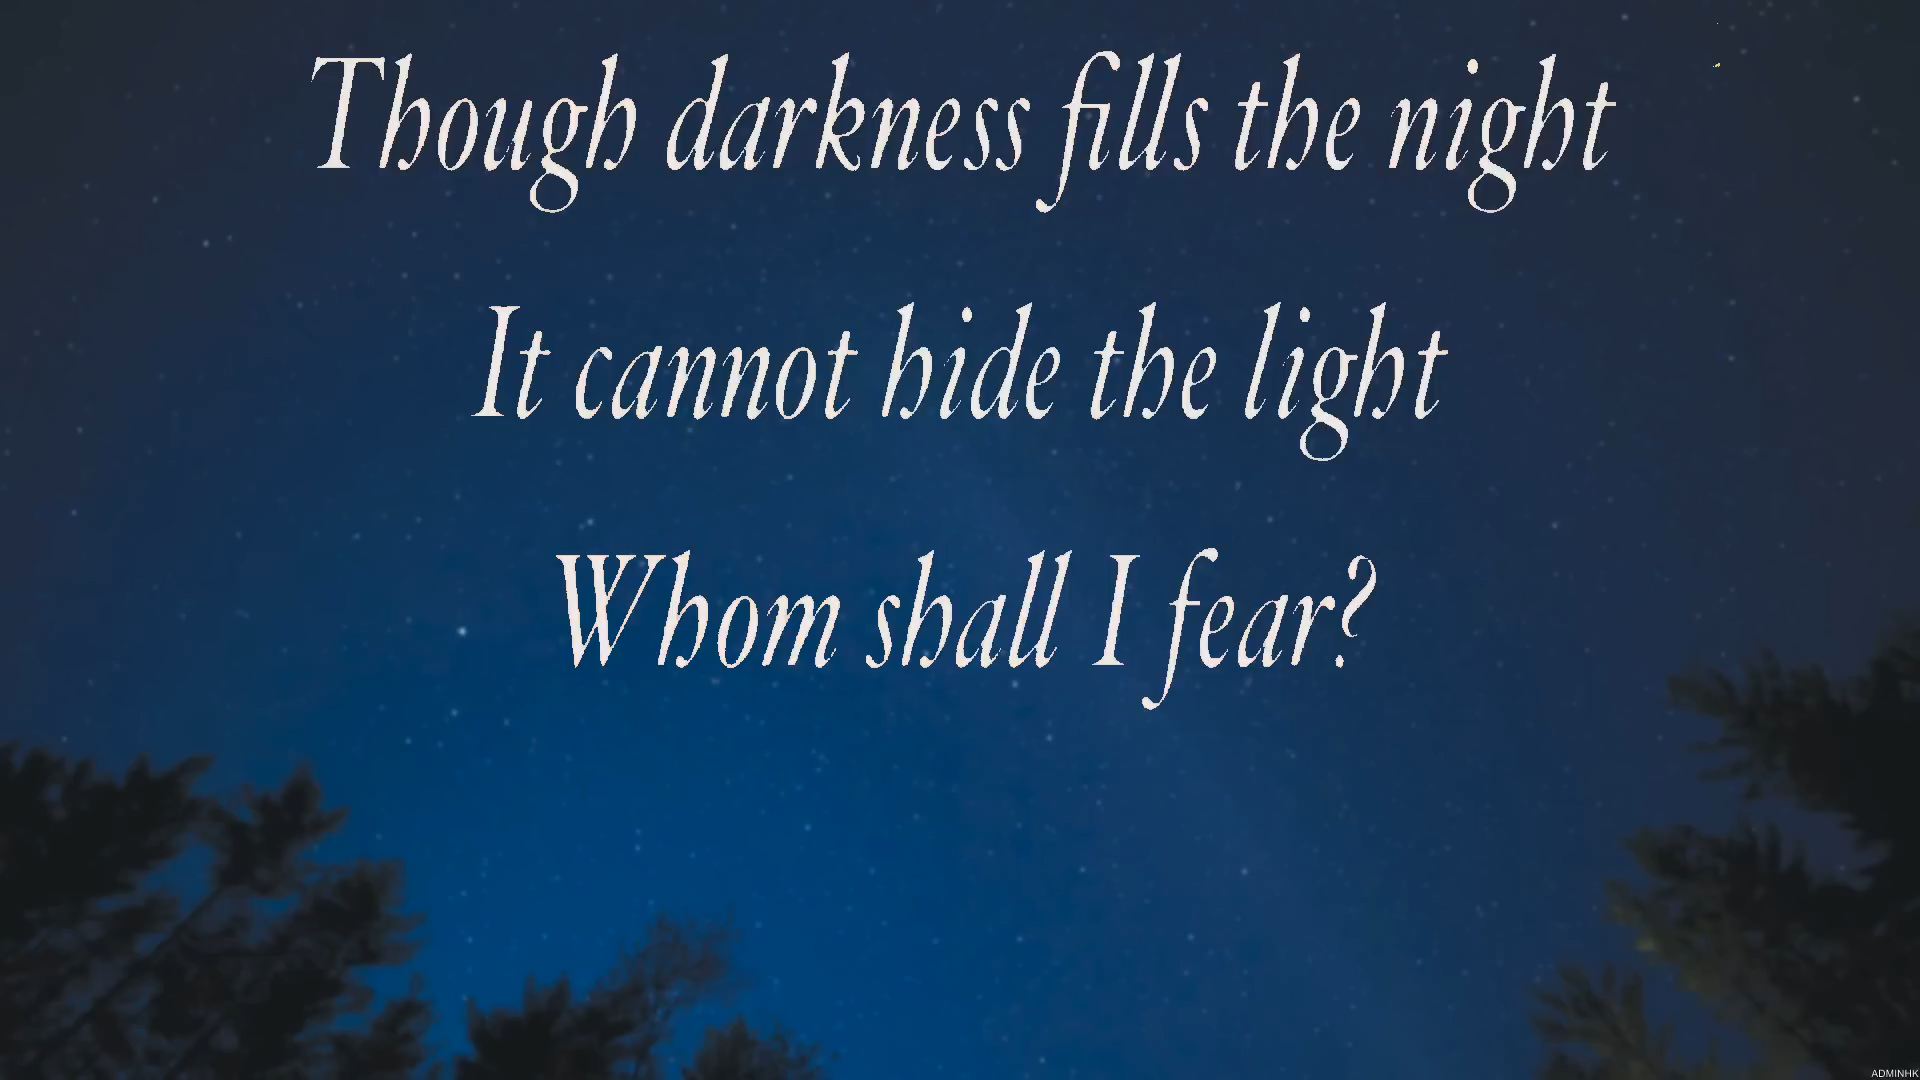 Though darkness fills the night
It cannot hide the light
Whom shall I fear?
ADMINHK